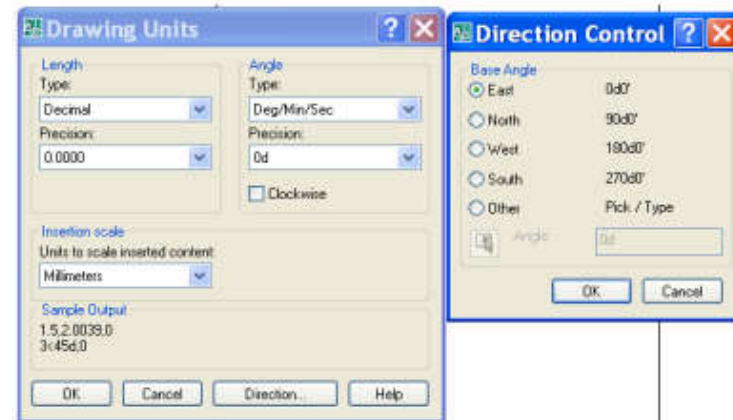 Drawing Units
Length
Type:
Decimal
Precision:
0.0000
Angle
Type:
Deg/Min/Sec
Precision:
0d
Clockwise
Insertion scale
Units to scale inserted content
Millimeters
Sample Output
1.5,2.0039,0
3<45d,0
OK Cancel Direction... Help
Direction Control
Base Angle
East 0d0'
North 90d0'
West 180d0'
South 270d0'
Other Pick / Type
Angle: 0d
OK Cancel